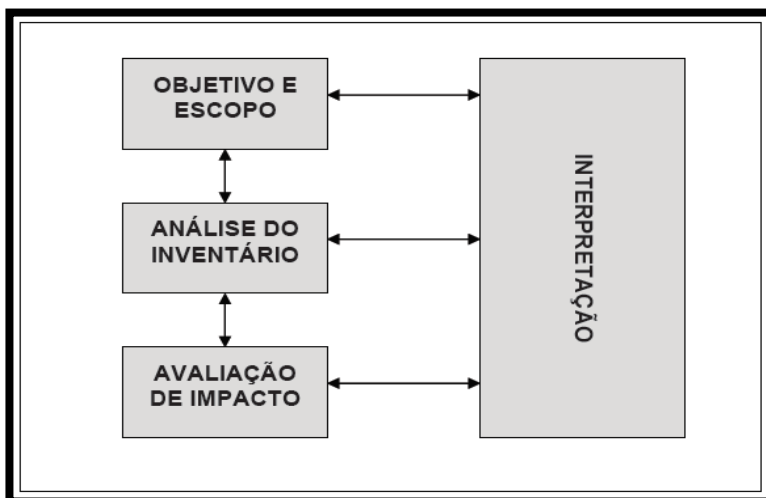 OBJETIVO E
ESCOPO
ANÁLISE DO
INVENTÁRIO
AVALIAÇÃO
DE IMPACTO
INTERPRETAÇÃO